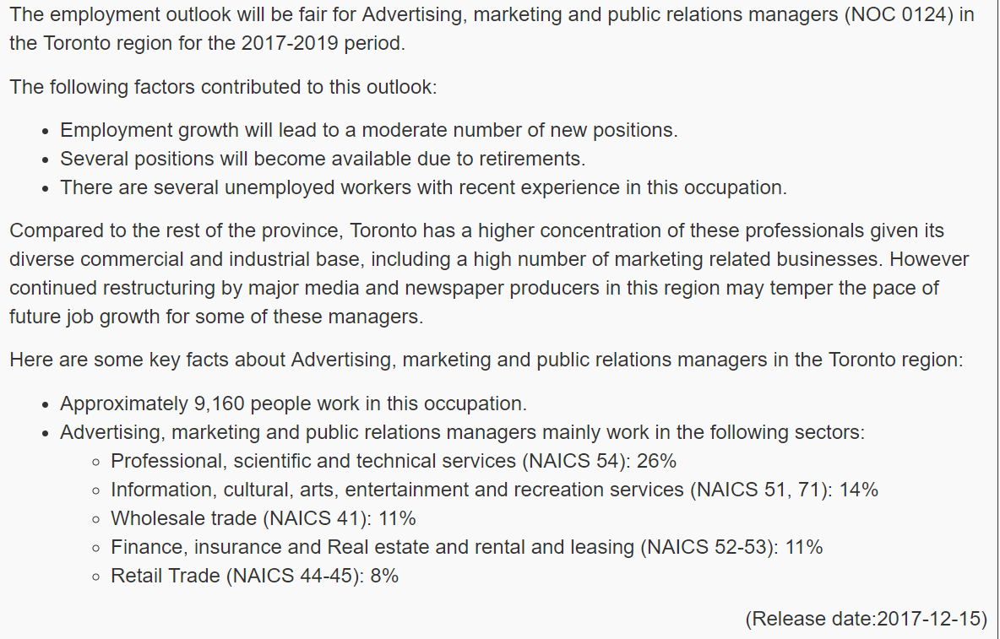 The employment outlook will be fair for Advertising, marketing and public relations managers (NOC 0124) in
the Toronto region for the 2017-2019 period.
The following factors contributed to this outlook:
• Employment growth will lead to a moderate number of new positions.
• Several positions will become available due to retirements.
• There are several unemployed workers with recent experience in this occupation.
Compared to the rest of the province, Toronto has a higher concentration of these professionals given its
diverse commercial and industrial base, including a high number of marketing related businesses. However
continued restructuring by major media and newspaper producers in this region may temper the pace of
future job growth for some of these managers.
Here are some key facts about Advertising, marketing and public relations managers in the Toronto region:
• Approximately 9,160 people work in this occupation.
• Advertising, marketing and public relations managers mainly work in the following sectors:
◦ Professional, scientific and technical services (NAICS 54): 26%
◦ Information, cultural, arts, entertainment and recreation services (NAICS 51, 71): 14%
◦ Wholesale trade (NAICS 41): 11%
◦ Finance, insurance and Real estate and rental and leasing (NAICS 52-53): 11%
◦ Retail Trade (NAICS 44-45): 8%
(Release date:2017-12-15)